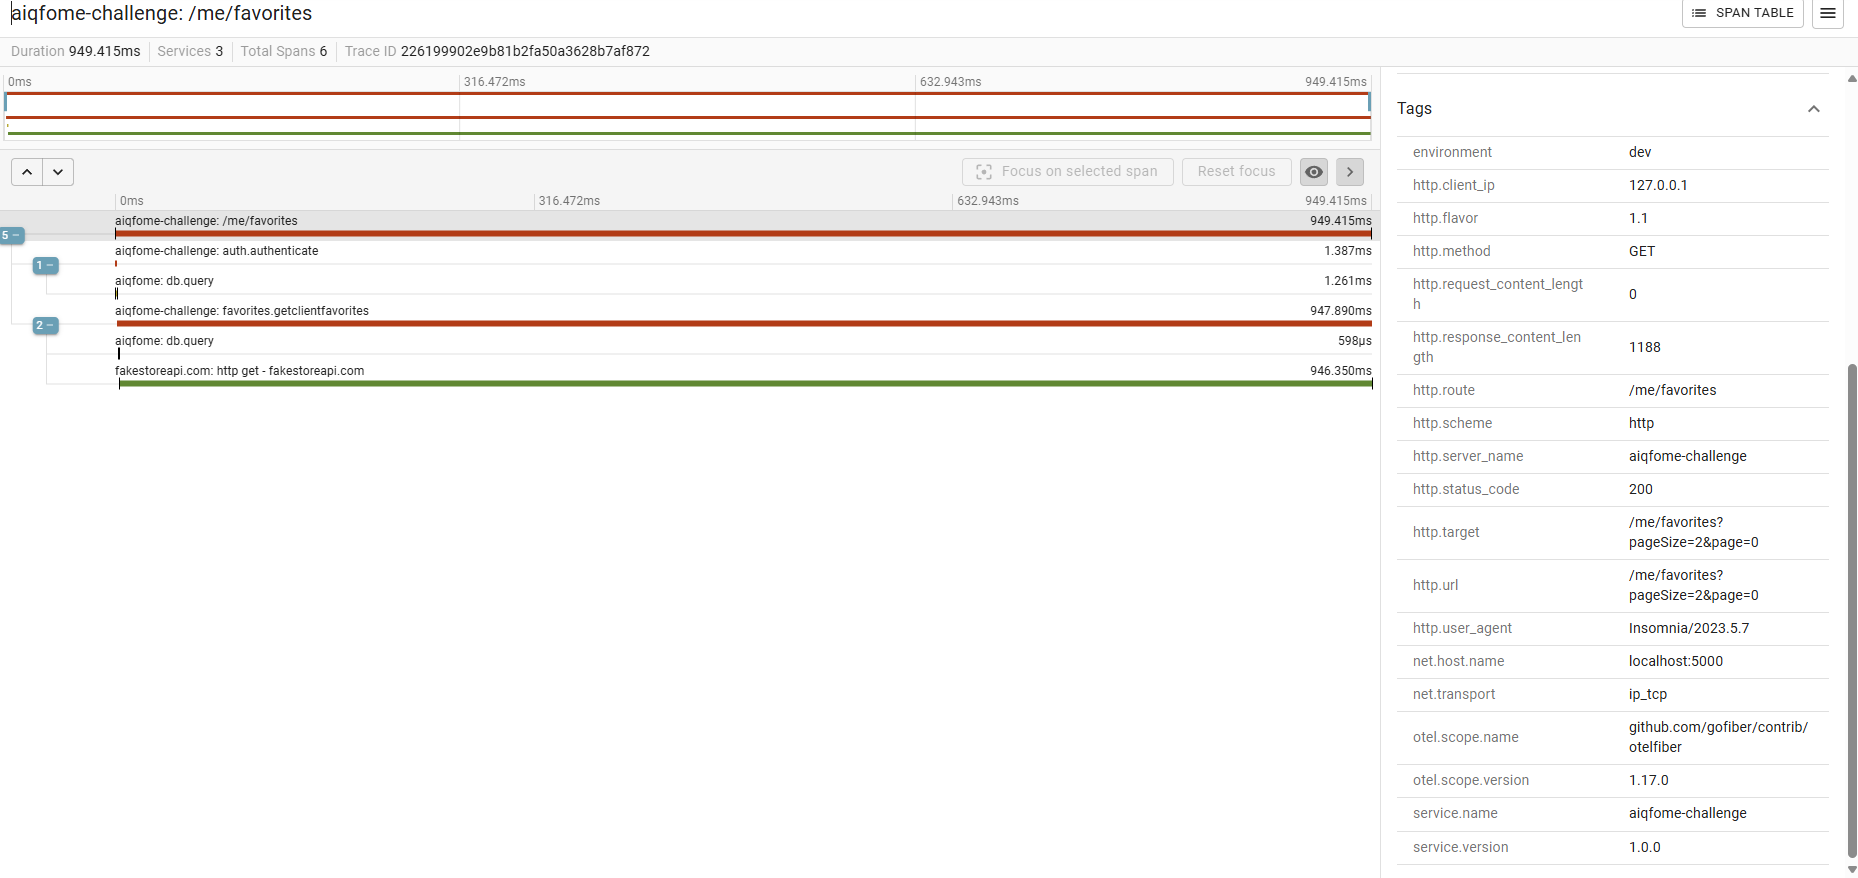 aiqfome-challenge: /me/favorites
SPAN TABLE
Duration 949.415ms Services 3 Total Spans 6 Trace ID 226199902e9b81b2fa50a3628b7af872
0ms 316.472ms 632.943ms 949.415ms
Focus on selected span Reset focus
0ms 316.472ms 632.943ms 949.415ms
aiqfome-challenge: /me/favorites 949.415ms
5 −
aiqfome-challenge: auth.authenticate 1.387ms
1 −
aiqfome: db.query 1.261ms
aiqfome-challenge: favorites.getclientfavorites 947.890ms
2 −
aiqfome: db.query 598µs
fakestoreapi.com: http get - fakestoreapi.com 946.350ms
Tags
environment dev
http.client_ip 127.0.0.1
http.flavor 1.1
http.method GET
http.request_content_lengt
h 0
http.response_content_len
gth 1188
http.route /me/favorites
http.scheme http
http.server_name aiqfome-challenge
http.status_code 200
http.target /me/favorites?
pageSize=2&page=0
http.url /me/favorites?
pageSize=2&page=0
http.user_agent Insomnia/2023.5.7
net.host.name localhost:5000
net.transport ip_tcp
otel.scope.name github.com/gofiber/contrib/
otelfiber
otel.scope.version 1.17.0
service.name aiqfome-challenge
service.version 1.0.0